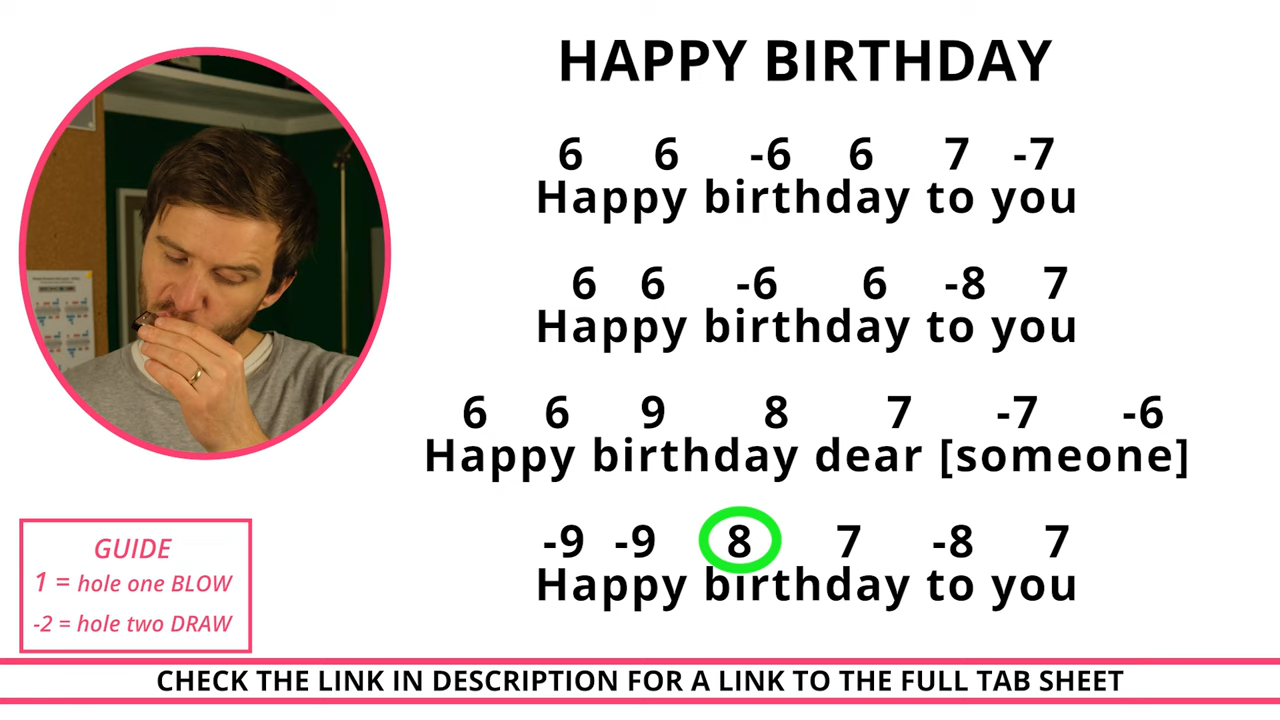 HAPPY BIRTHDAY
6 6 -6 6 7 -7
Happy birthday to you
6 6 -6 6 -8 7
Happy birthday to you
6 6 9 8 7 -7 -6
Happy birthday dear [someone]
-9 -9 8 7 -8 7
Happy birthday to you
GUIDE
1 = hole one BLOW
-2 = hole two DRAW
CHECK THE LINK IN DESCRIPTION FOR A LINK TO THE FULL TAB SHEET